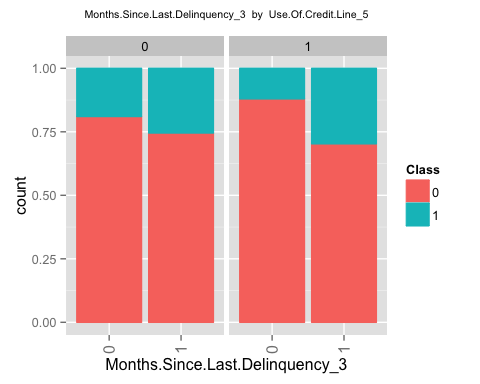 Months.Since.Last.Delinquency_3 by Use.Of.Credit.Line_5
0 1
1.00
0.75
0.50
0.25
0.00
count
0 1 0 1
Months.Since.Last.Delinquency_3
Class
0
1